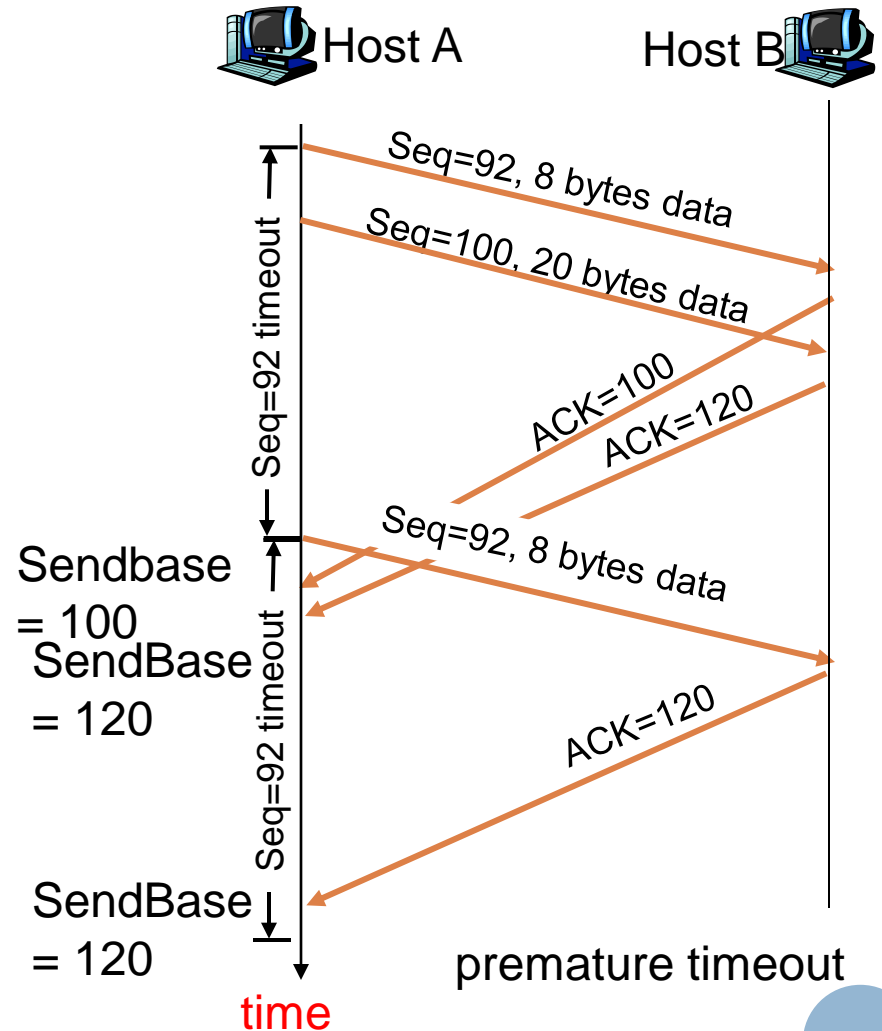 Host A
Host B
Seq=92, 8 bytes data
Seq=100, 20 bytes data
Seq=92 timeout
ACK=100
ACK=120
Seq=92, 8 bytes data
Sendbase
= 100
SendBase
= 120
Seq=92 timeout
ACK=120
SendBase
= 120
premature timeout
time